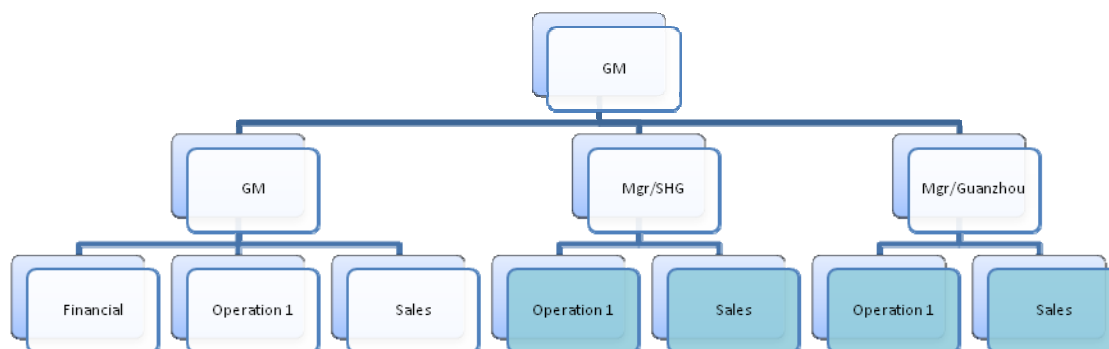 GM
GM
Mgr/SHG
Mgr/Guanzhou
Financial
Operation 1
Sales
Operation 1
Sales
Operation 1
Sales